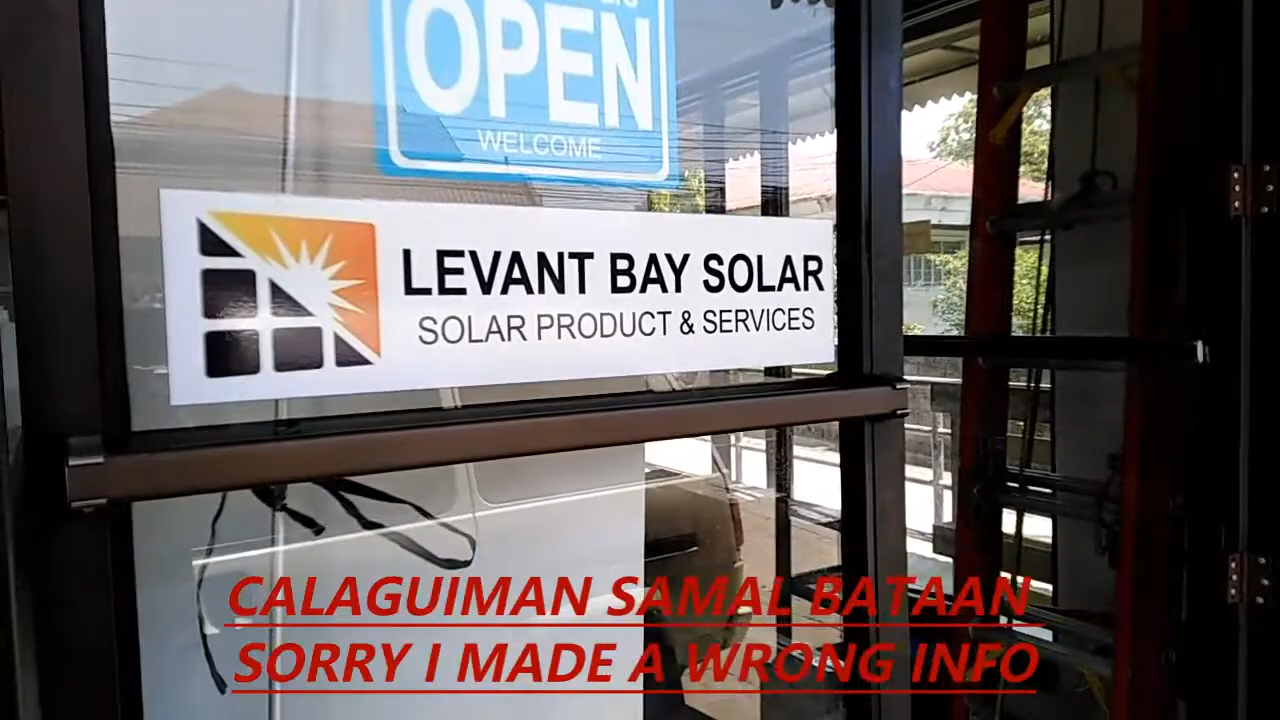 OPEN
WELCOME
LEVANT BAY SOLAR
SOLAR PRODUCT & SERVICES
CALAGUIMAN SAMAL BATAAN
SORRY I MADE A WRONG INFO